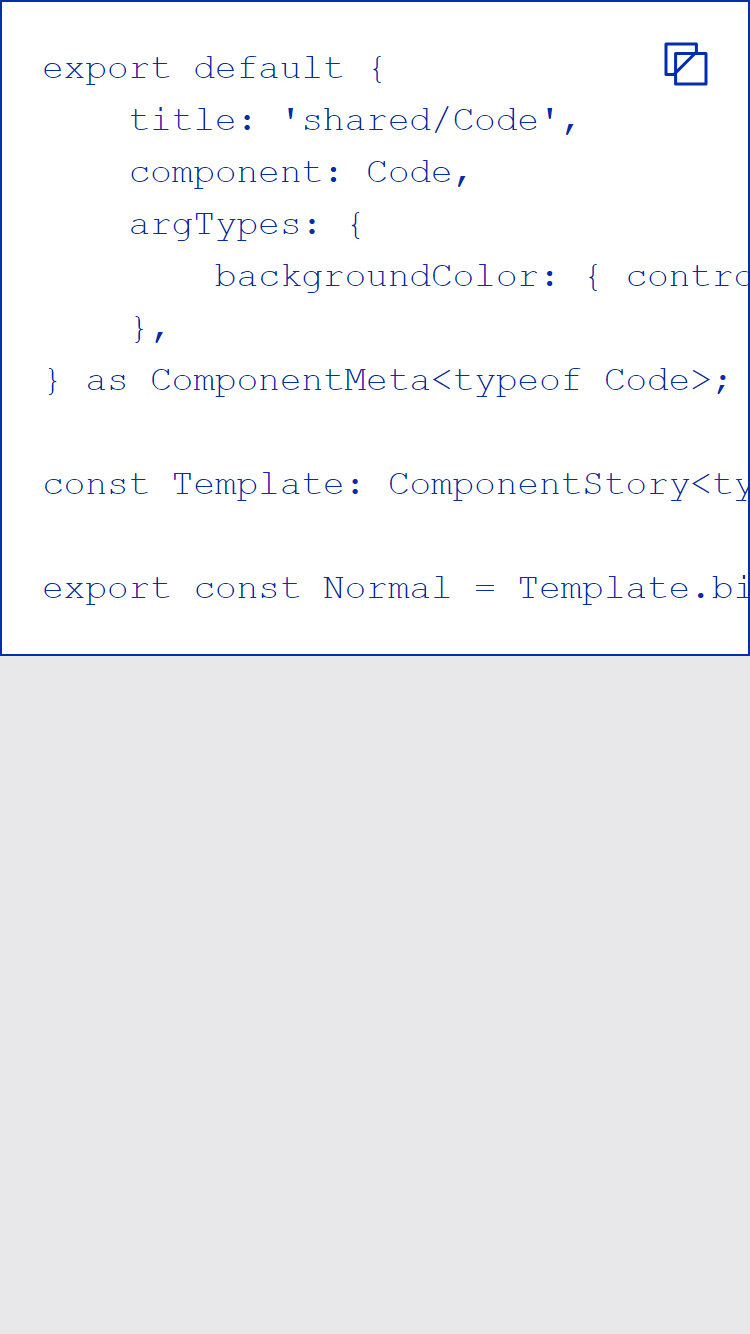 export default {
    title: 'shared/Code',
    component: Code,
    argTypes: {
        backgroundColor: { contro
    },
} as ComponentMeta<typeof Code>;
const Template: ComponentStory<ty
export const Normal = Template.bi